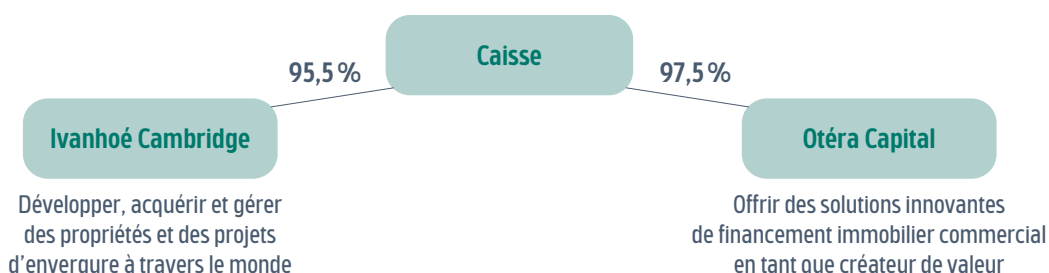 Caisse
95,5 %
97,5 %
Ivanhoé Cambridge
Otéra Capital
Développer, acquérir et gérer
des propriétés et des projets
d'envergure à travers le monde
Offrir des solutions innovantes
de financement immobilier commercial
en tant que créateur de valeur